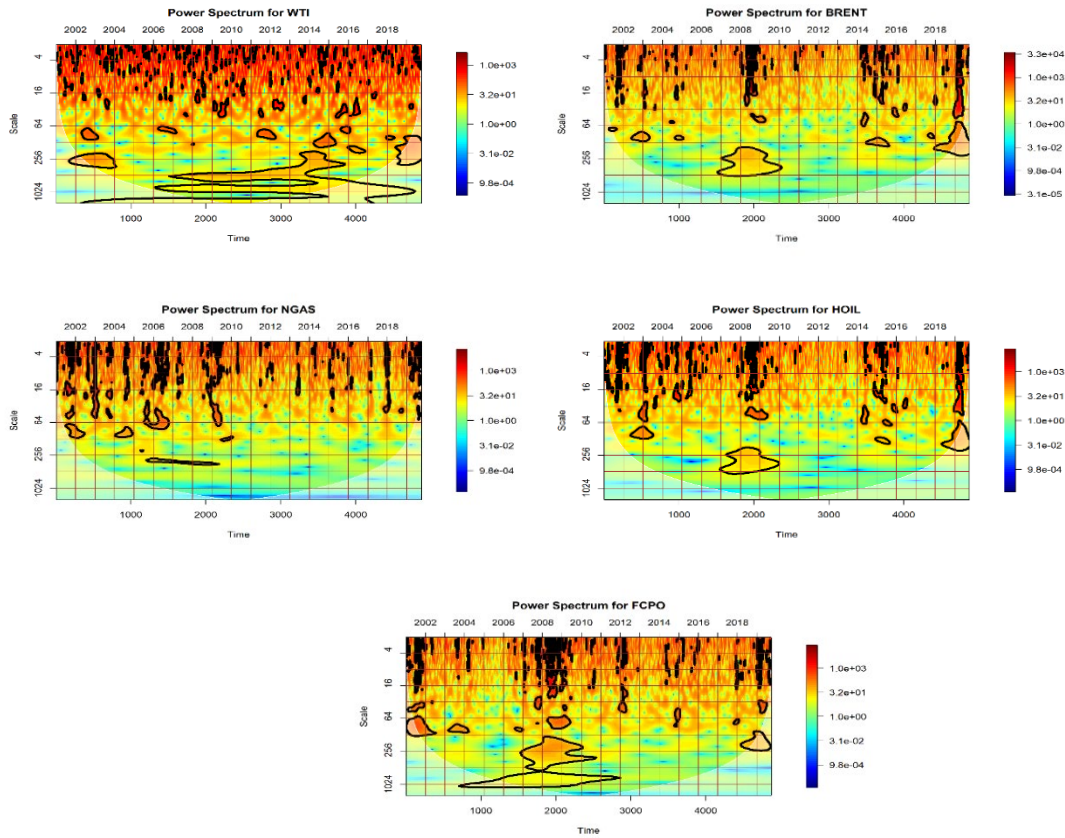 Power Spectrum for WTI
2002 2004 2006 2008 2010 2012 2014 2016 2018
Scale
4
16
64
256
1024
1000 2000 3000 4000
Time
1.0e+03
3.2e+01
1.0e+00
3.1e-02
9.8e-04
Power Spectrum for BRENT
2002 2004 2006 2008 2010 2012 2014 2016 2018
Scale
4
16
64
256
1024
1000 2000 3000 4000
Time
3.3e+04
1.0e+03
3.2e+01
1.0e+00
3.1e-02
9.8e-04
3.1e-05
Power Spectrum for NGAS
2002 2004 2006 2008 2010 2012 2014 2016 2018
Scale
4
16
64
256
1024
1000 2000 3000 4000
Time
1.0e+03
3.2e+01
1.0e+00
3.1e-02
9.8e-04
Power Spectrum for HOIL
2002 2004 2006 2008 2010 2012 2014 2016 2018
Scale
4
16
64
256
1024
1000 2000 3000 4000
Time
1.0e+03
3.2e+01
1.0e+00
3.1e-02
9.8e-04
Power Spectrum for FCPO
2002 2004 2006 2008 2010 2012 2014 2016 2018
Scale
4
16
64
256
1024
1000 2000 3000 4000
Time
1.0e+03
3.2e+01
1.0e+00
3.1e-02
9.8e-04